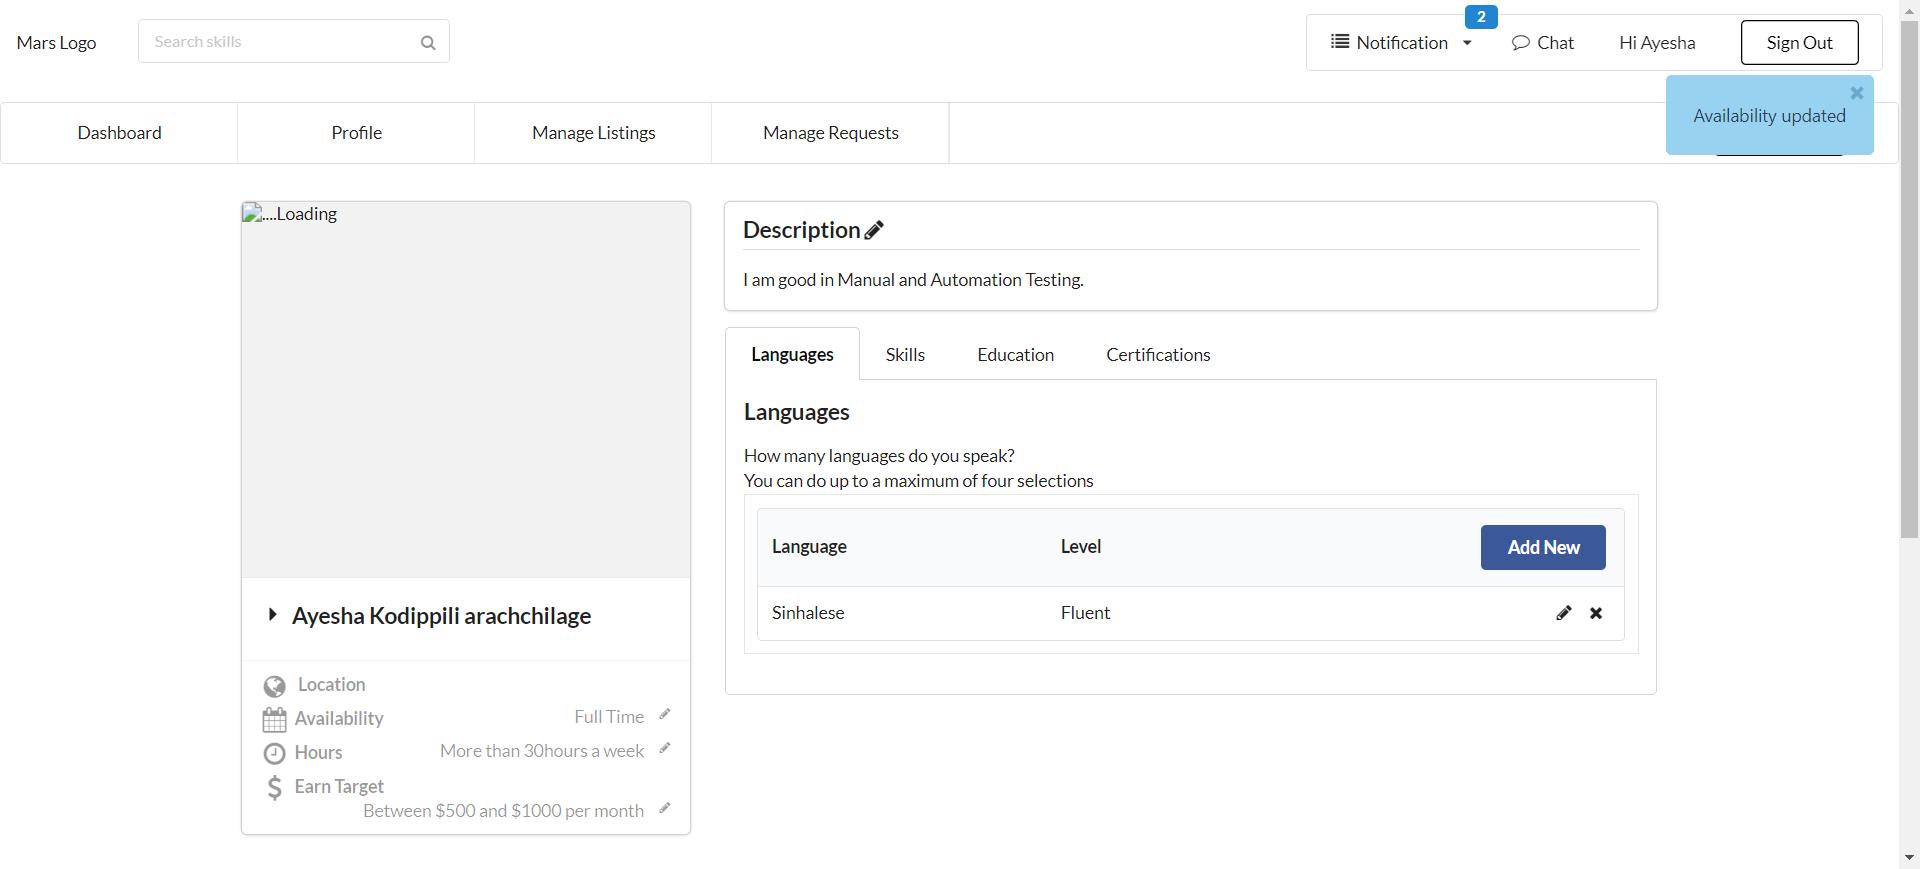 2
Mars Logo
Search skills
Notification
Chat
Hi Ayesha
Sign Out
Availability updated
Dashboard
Profile
Manage Listings
Manage Requests
....Loading
Description
I am good in Manual and Automation Testing.
Languages
Skills
Education
Certifications
Languages
How many languages do you speak?
You can do up to a maximum of four selections
Language
Level
Add New
Sinhalese
Fluent
Ayesha Kodippili arachchilage
Location
Availability
Full Time
Hours
More than 30hours a week
Earn Target
Between $500 and $1000 per month